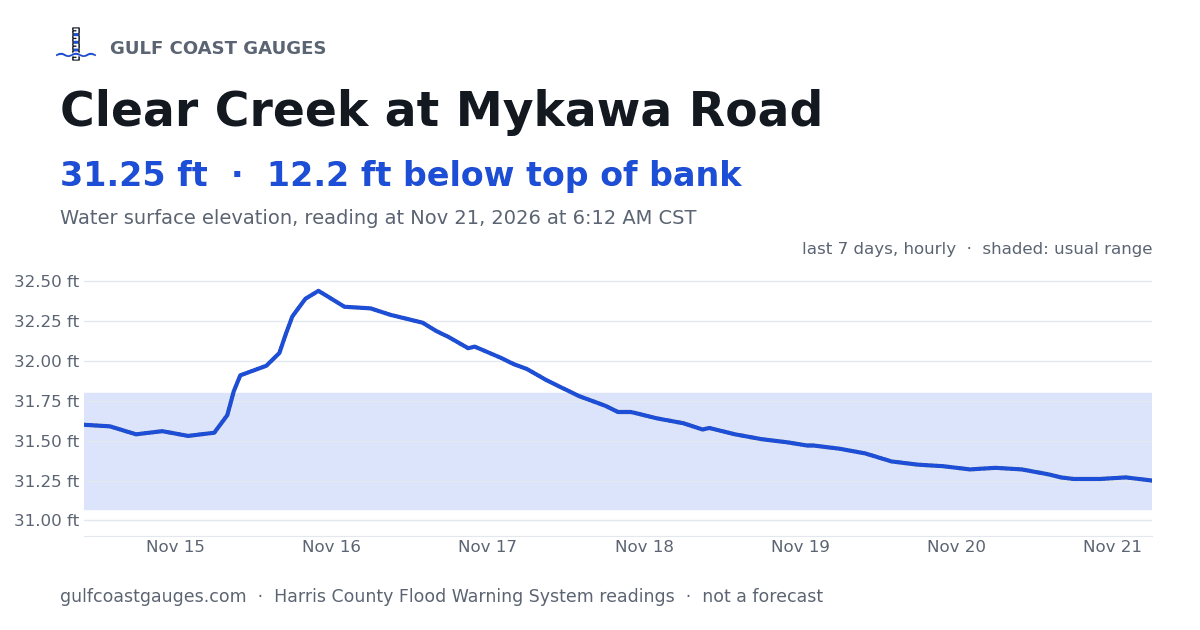 GULF COAST GAUGES
Clear Creek at Mykawa Road
31.25 ft · 12.2 ft below top of bank
Water surface elevation, reading at Nov 21, 2026 at 6:12 AM CST
last 7 days, hourly · shaded: usual range
32.50 ft
32.25 ft
32.00 ft
31.75 ft
31.50 ft
31.25 ft
31.00 ft
Nov 15 Nov 16 Nov 17 Nov 18 Nov 19 Nov 20 Nov 21
gulfcoastgauges.com · Harris County Flood Warning System readings · not a forecast